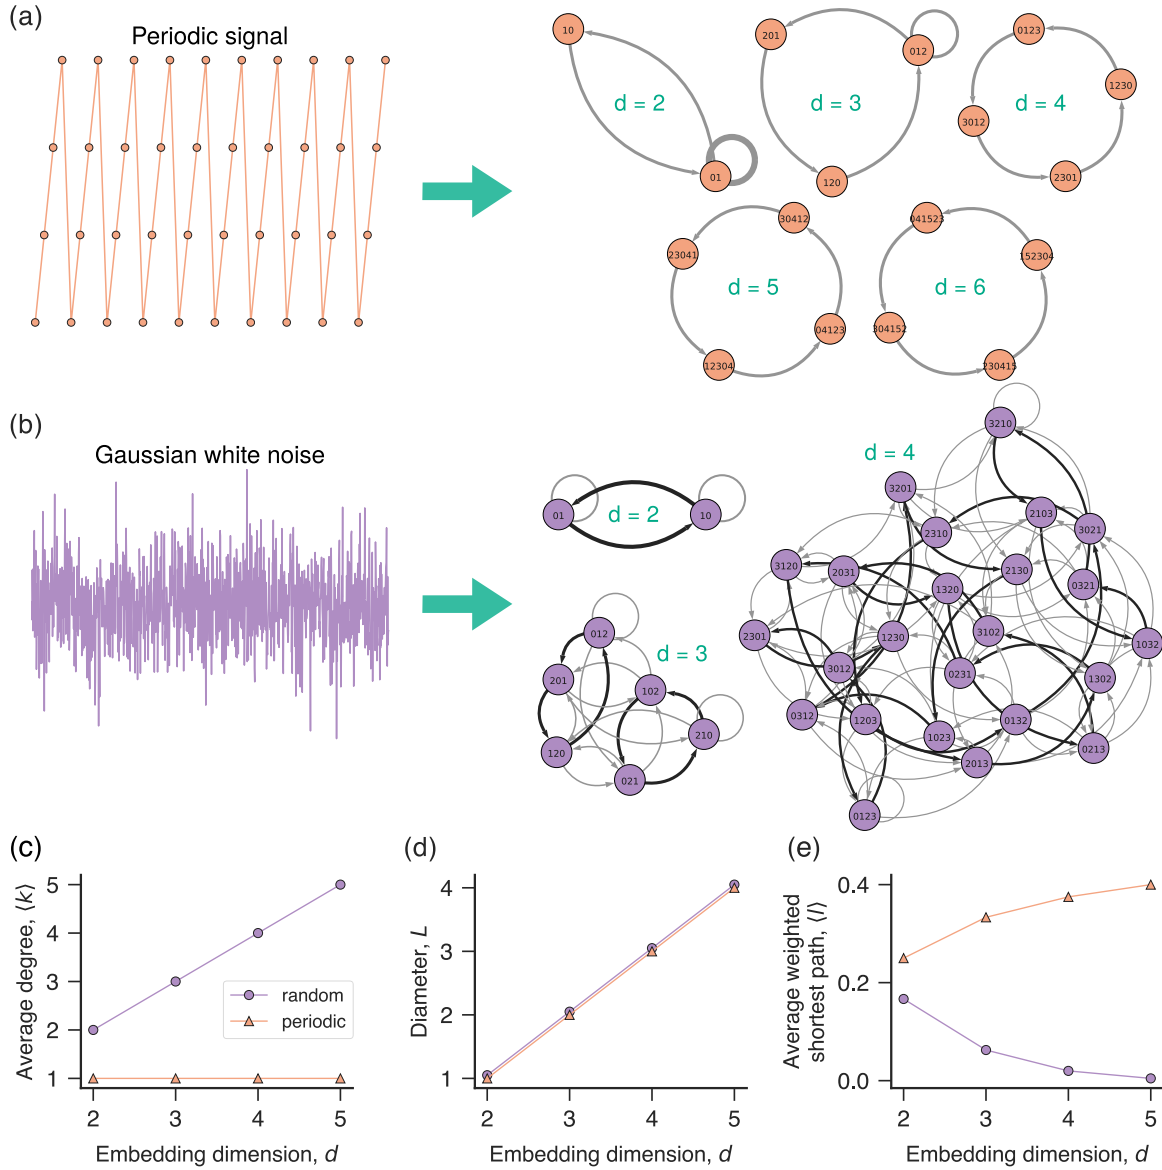 (a)
Periodic signal
10
01
d = 2
201
012
120
d = 3
0123
1230
3012
2301
d = 4
30412
23041
04123
12304
d = 5
041523
152304
304152
230415
d = 6
(b)
Gaussian white noise
01
10
d = 2
012
201
102
210
120
021
d = 3
d = 4
3210
3201
2103
2310
3021
3120
2031
2130
1320
0321
2301
1230
3102
1032
3012
0231
1302
0312
1203
0132
1023
0213
2013
0123
(c)
Average degree, ⟨k⟩
5
4
3
2
1
random
periodic
2 3 4 5
Embedding dimension, d
(d)
Diameter, L
4
3
2
1
2 3 4 5
Embedding dimension, d
(e)
Average weighted
shortest path, ⟨l⟩
0.4
0.2
0.0
2 3 4 5
Embedding dimension, d